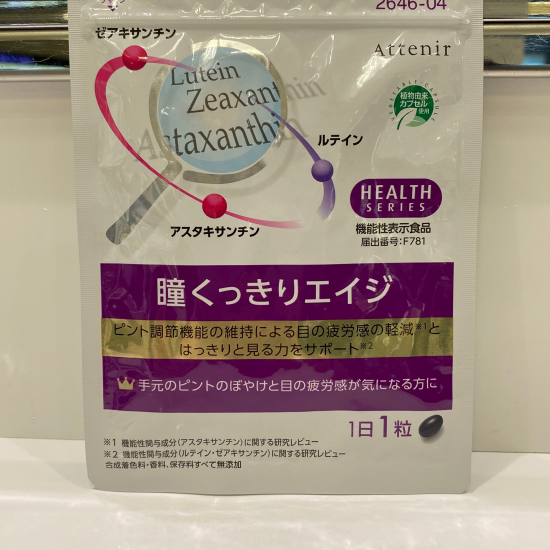 2646-04
ゼアキサンチン
Attenir
Lutein
Zeaxanthin
Astaxanthin
植物由来
カプセル
使用
ルテイン
アスタキサンチン
HEALTH
SERIES
機能性表示食品
届出番号:F781
瞳くっきりエイジ
ピント調節機能の維持による目の疲労感の軽減※1と
はっきりと見る力をサポート※2
手元のピントのぼやけと目の疲労感が気になる方に
1日1粒
※1 機能性関与成分(アスタキサンチン)に関する研究レビュー
※2 機能性関与成分(ルテイン・ゼアキサンチン)に関する研究レビュー
合成着色料・香料、保存料すべて無添加